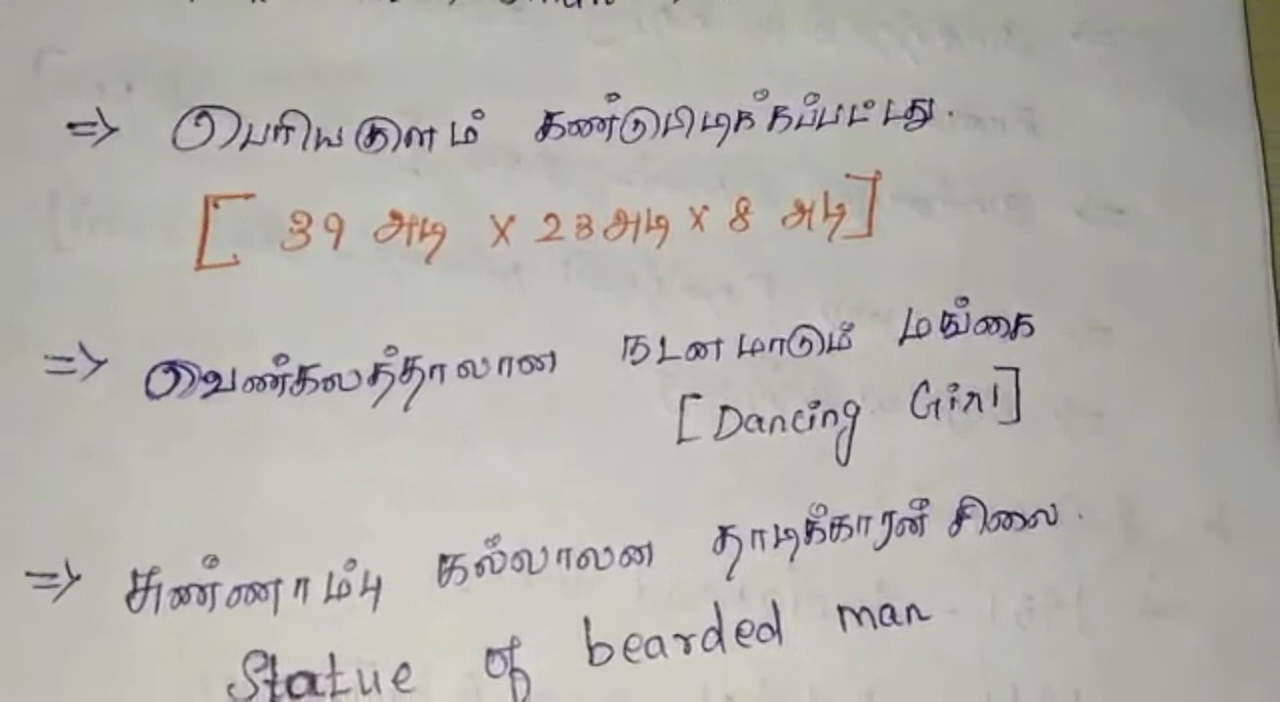 => பெரியகுளம் கண்டுபிடிக்கப்பட்டது.
[ 39 அடி x 23 அடி x 8 அடி]
=> வெண்கலத்தாலான நடனமாடும் மங்கை
[Dancing Girl]
=> சுண்ணாம்பு கல்லாலன தாடிக்காரன் சிலை.
Statue of bearded man